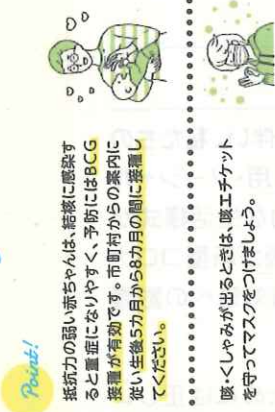 Point!
抵抗力の弱い赤ちゃんは、結核に感染す
ると重症になりやすく、予防にはBCG
接種が有効です。市町村からの案内に
従い生後5カ月から8カ月の間に接種し
てください。
咳・くしゃみが出るときは、咳エチケット
を守ってマスクをつけましょう。